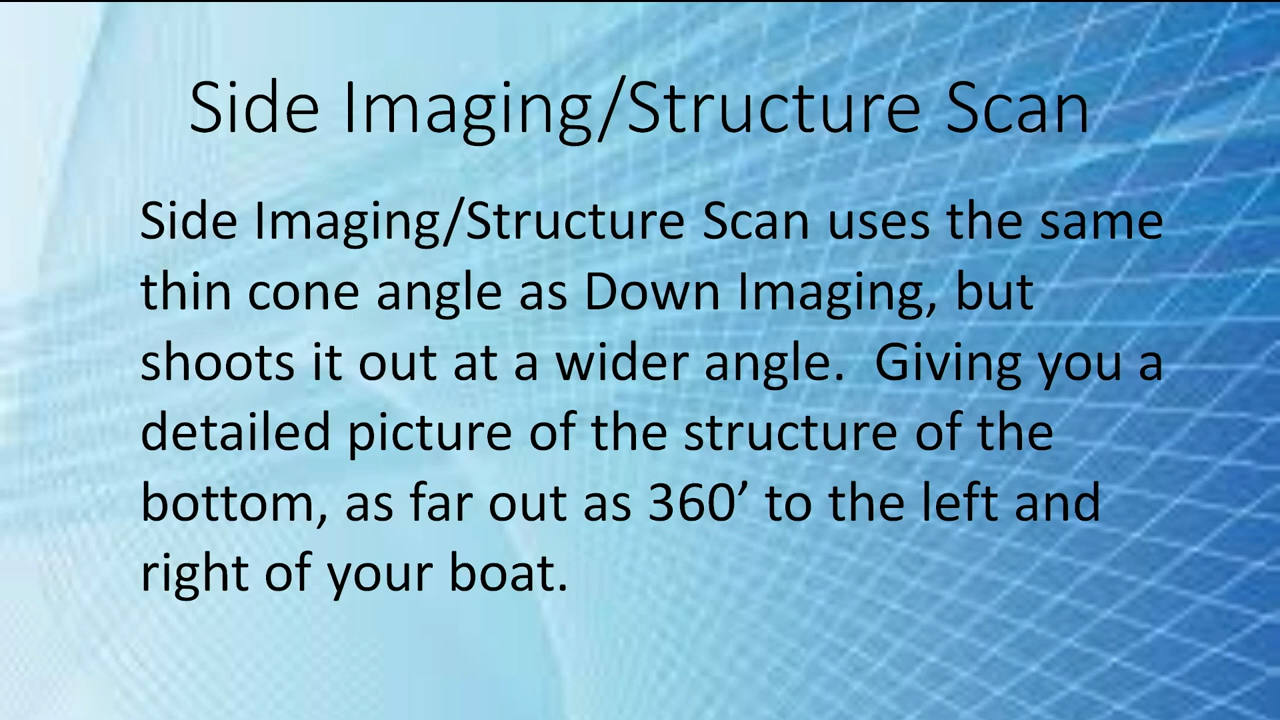 Side Imaging/Structure Scan
Side Imaging/Structure Scan uses the same
thin cone angle as Down Imaging, but
shoots it out at a wider angle.  Giving you a
detailed picture of the structure of the
bottom, as far out as 360’ to the left and
right of your boat.